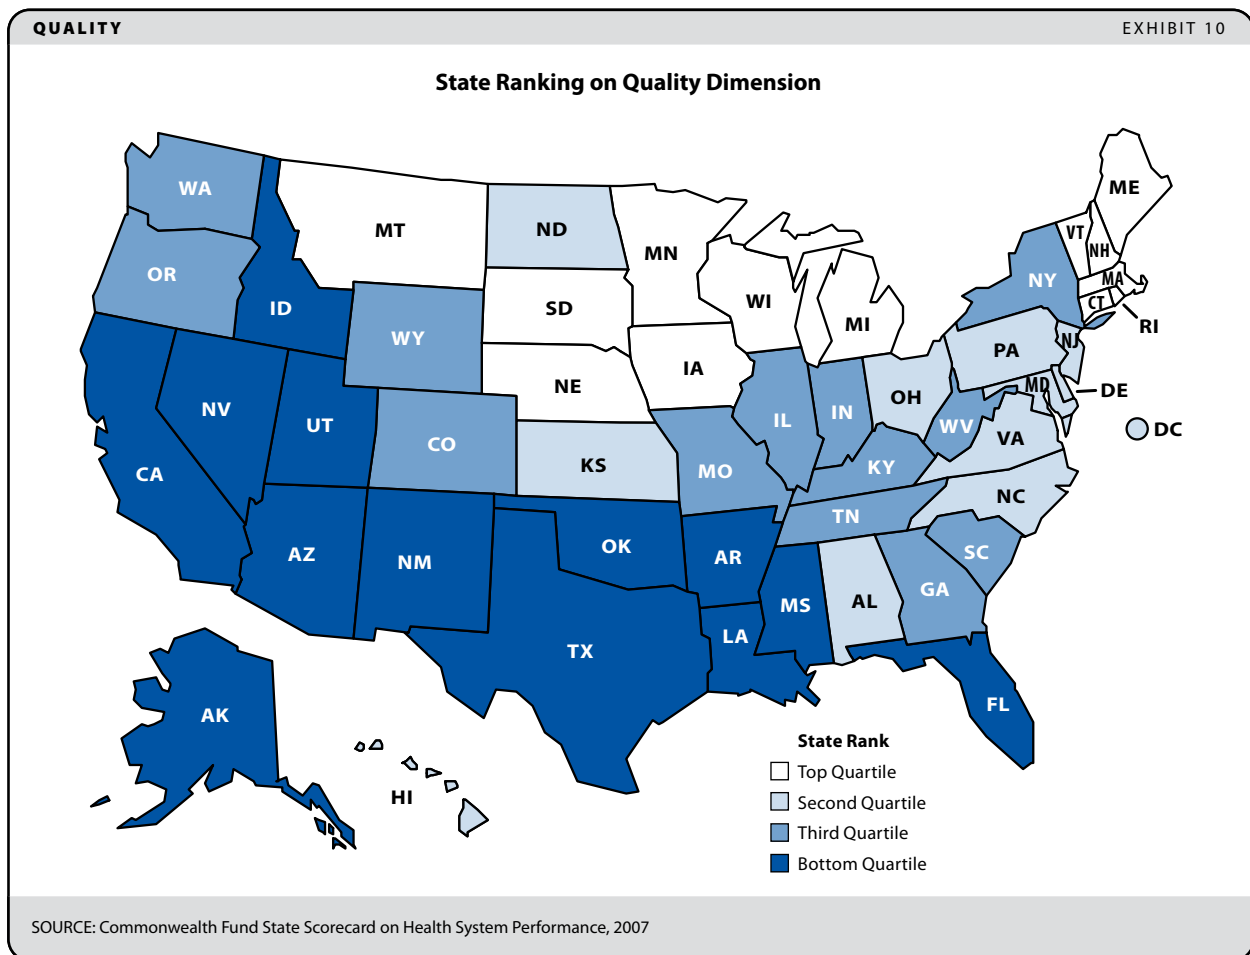 QUALITY
EXHIBIT 10
State Ranking on Quality Dimension
ME
WA
VT
MT
ND
NH
MN
OR
MA
NY
WI
CT
SD
ID
MI
RI
WY
PA
NJ
IA
NE
MD
DE
OH
NV
IL
IN
UT
WV
DC
CO
VA
KS
KY
MO
CA
NC
TN
OK
AZ
SC
AR
NM
GA
AL
MS
LA
TX
FL
AK
HI
State Rank
Top Quartile
Second Quartile
Third Quartile
Bottom Quartile
SOURCE: Commonwealth Fund State Scorecard on Health System Performance, 2007